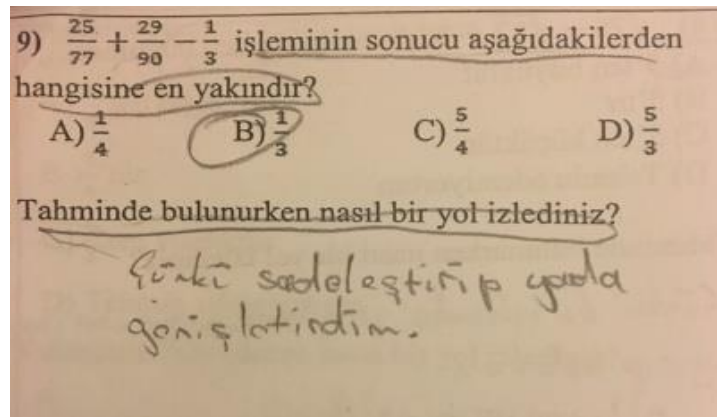 9) 25/77 + 29/90 − 1/3 işleminin sonucu aşağıdakilerden
hangisine en yakındır?
A) 1/4 B) 1/3 C) 5/4 D) 5/3
Tahminde bulunurken nasıl bir yol izlediniz?
Çünkü sadeleştirip yada
genişlatirdim.